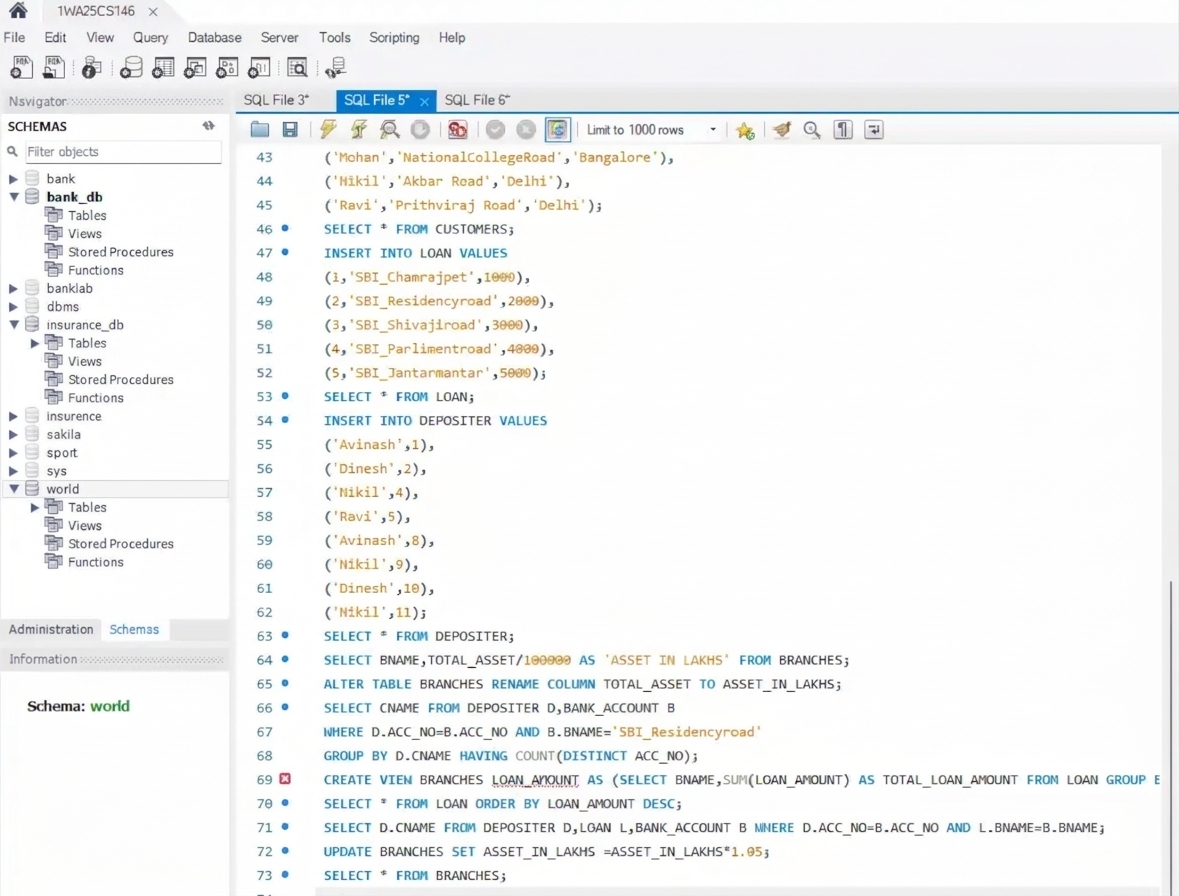 1WA25CS146 ×
File Edit View Query Database Server Tools Scripting Help
Nsvigator
SCHEMAS
Fiiter objects
bank
bank_db
Tables
Views
Stored Procedures
Functions
banklab
dbms
insurance_db
Tables
Views
Stored Procedures
Functions
insurence
sakila
sport
sys
world
Tables
Views
Stored Procedures
Functions
Administration Schemas
Information
Schema: world
SQL File 3* SQL File 5* × SQL File 6*
Limit to 1000 rows
43 ('Mohan','NationalCollegeRoad','Bangalore'),
44 ('Nikil','Akbar Road','Delhi'),
45 ('Ravi','Prithviraj Road','Delhi');
46 SELECT * FROM CUSTOMERS;
47 INSERT INTO LOAN VALUES
48 (1,'SBI_Chamrajpet',1000),
49 (2,'SBI_Residencyroad',2000),
50 (3,'SBI_Shivajiroad',3000),
51 (4,'SBI_Parlimentroad',4000),
52 (5,'SBI_Jantarmantar',5000);
53 SELECT * FROM LOAN;
54 INSERT INTO DEPOSITER VALUES
55 ('Avinash',1),
56 ('Dinesh',2),
57 ('Nikil',4),
58 ('Ravi',5),
59 ('Avinash',8),
60 ('Nikil',9),
61 ('Dinesh',10),
62 ('Nikil',11);
63 SELECT * FROM DEPOSITER;
64 SELECT BNAME,TOTAL_ASSET/100000 AS 'ASSET IN LAKHS' FROM BRANCHES;
65 ALTER TABLE BRANCHES RENAME COLUMN TOTAL_ASSET TO ASSET_IN_LAKHS;
66 SELECT CNAME FROM DEPOSITER D,BANK_ACCOUNT B
67 WHERE D.ACC_NO=B.ACC_NO AND B.BNAME='SBI_Residencyroad'
68 GROUP BY D.CNAME HAVING COUNT(DISTINCT ACC_NO);
69 CREATE VIEW BRANCHES LOAN_AMOUNT AS (SELECT BNAME,SUM(LOAN_AMOUNT) AS TOTAL_LOAN_AMOUNT FROM LOAN GROUP
70 SELECT * FROM LOAN ORDER BY LOAN_AMOUNT DESC;
71 SELECT D.CNAME FROM DEPOSITER D,LOAN L,BANK_ACCOUNT B WHERE D.ACC_NO=B.ACC_NO AND L.BNAME=B.BNAME;
72 UPDATE BRANCHES SET ASSET_IN_LAKHS =ASSET_IN_LAKHS*1.05;
73 SELECT * FROM BRANCHES;